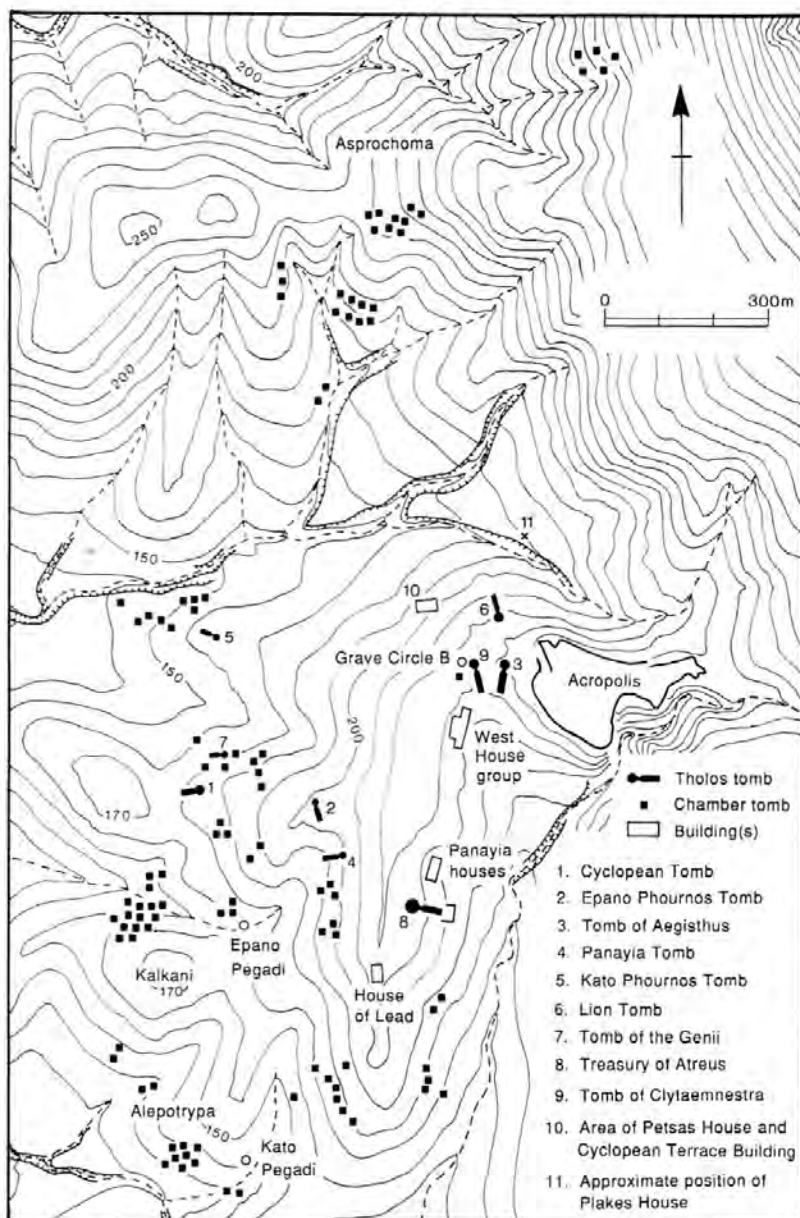 200
Asprochoma
250
0 300m
200
150
11
10
6
5
Grave Circle B
9
3
150
Acropolis
200
West
House
group
7
1
170
2
Tholos tomb
Chamber tomb
Building(s)
4
Panayia
houses
8
Epano
Pegadi
Kalkani
170
House
of Lead
1. Cyclopean Tomb
2. Epano Phournos Tomb
3. Tomb of Aegisthus
4. Panayia Tomb
5. Kato Phournos Tomb
6. Lion Tomb
7. Tomb of the Genii
8. Treasury of Atreus
9. Tomb of Clytaemnestra
10. Area of Petsas House and
Cyclopean Terrace Building
11. Approximate position of
Plakes House
Alepotrypa
150
Kato
Pegadi